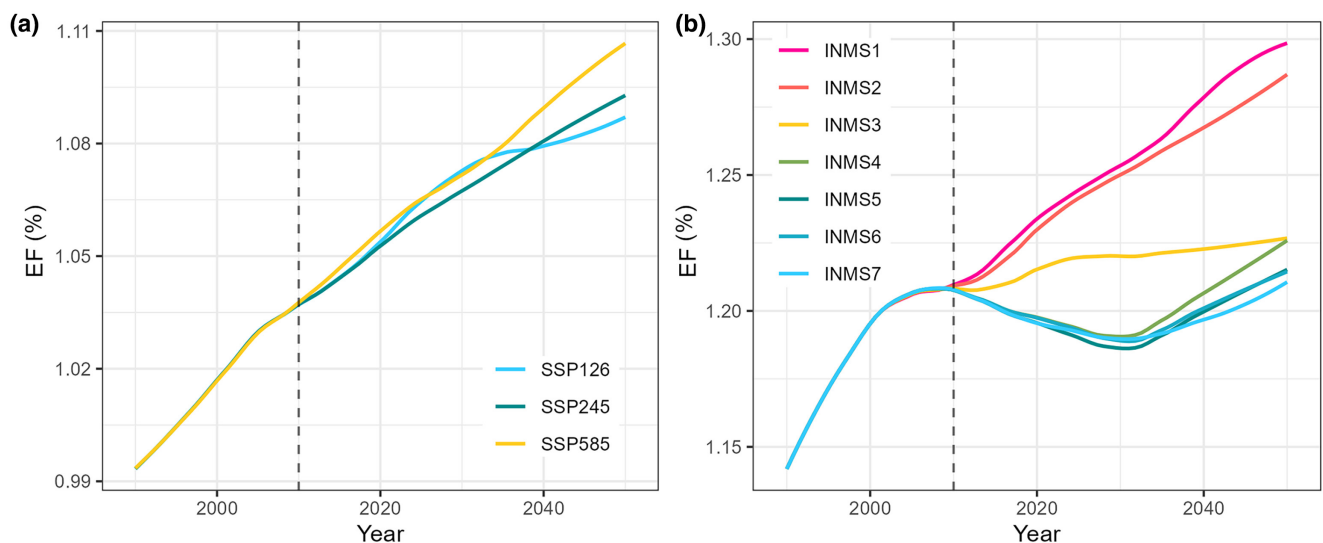 (a)
1.11
1.08
1.05
1.02
0.99
EF (%)
2000
2020
2040
Year
SSP126
SSP245
SSP585
(b)
1.30
1.25
1.20
1.15
EF (%)
2000
2020
2040
Year
INMS1
INMS2
INMS3
INMS4
INMS5
INMS6
INMS7